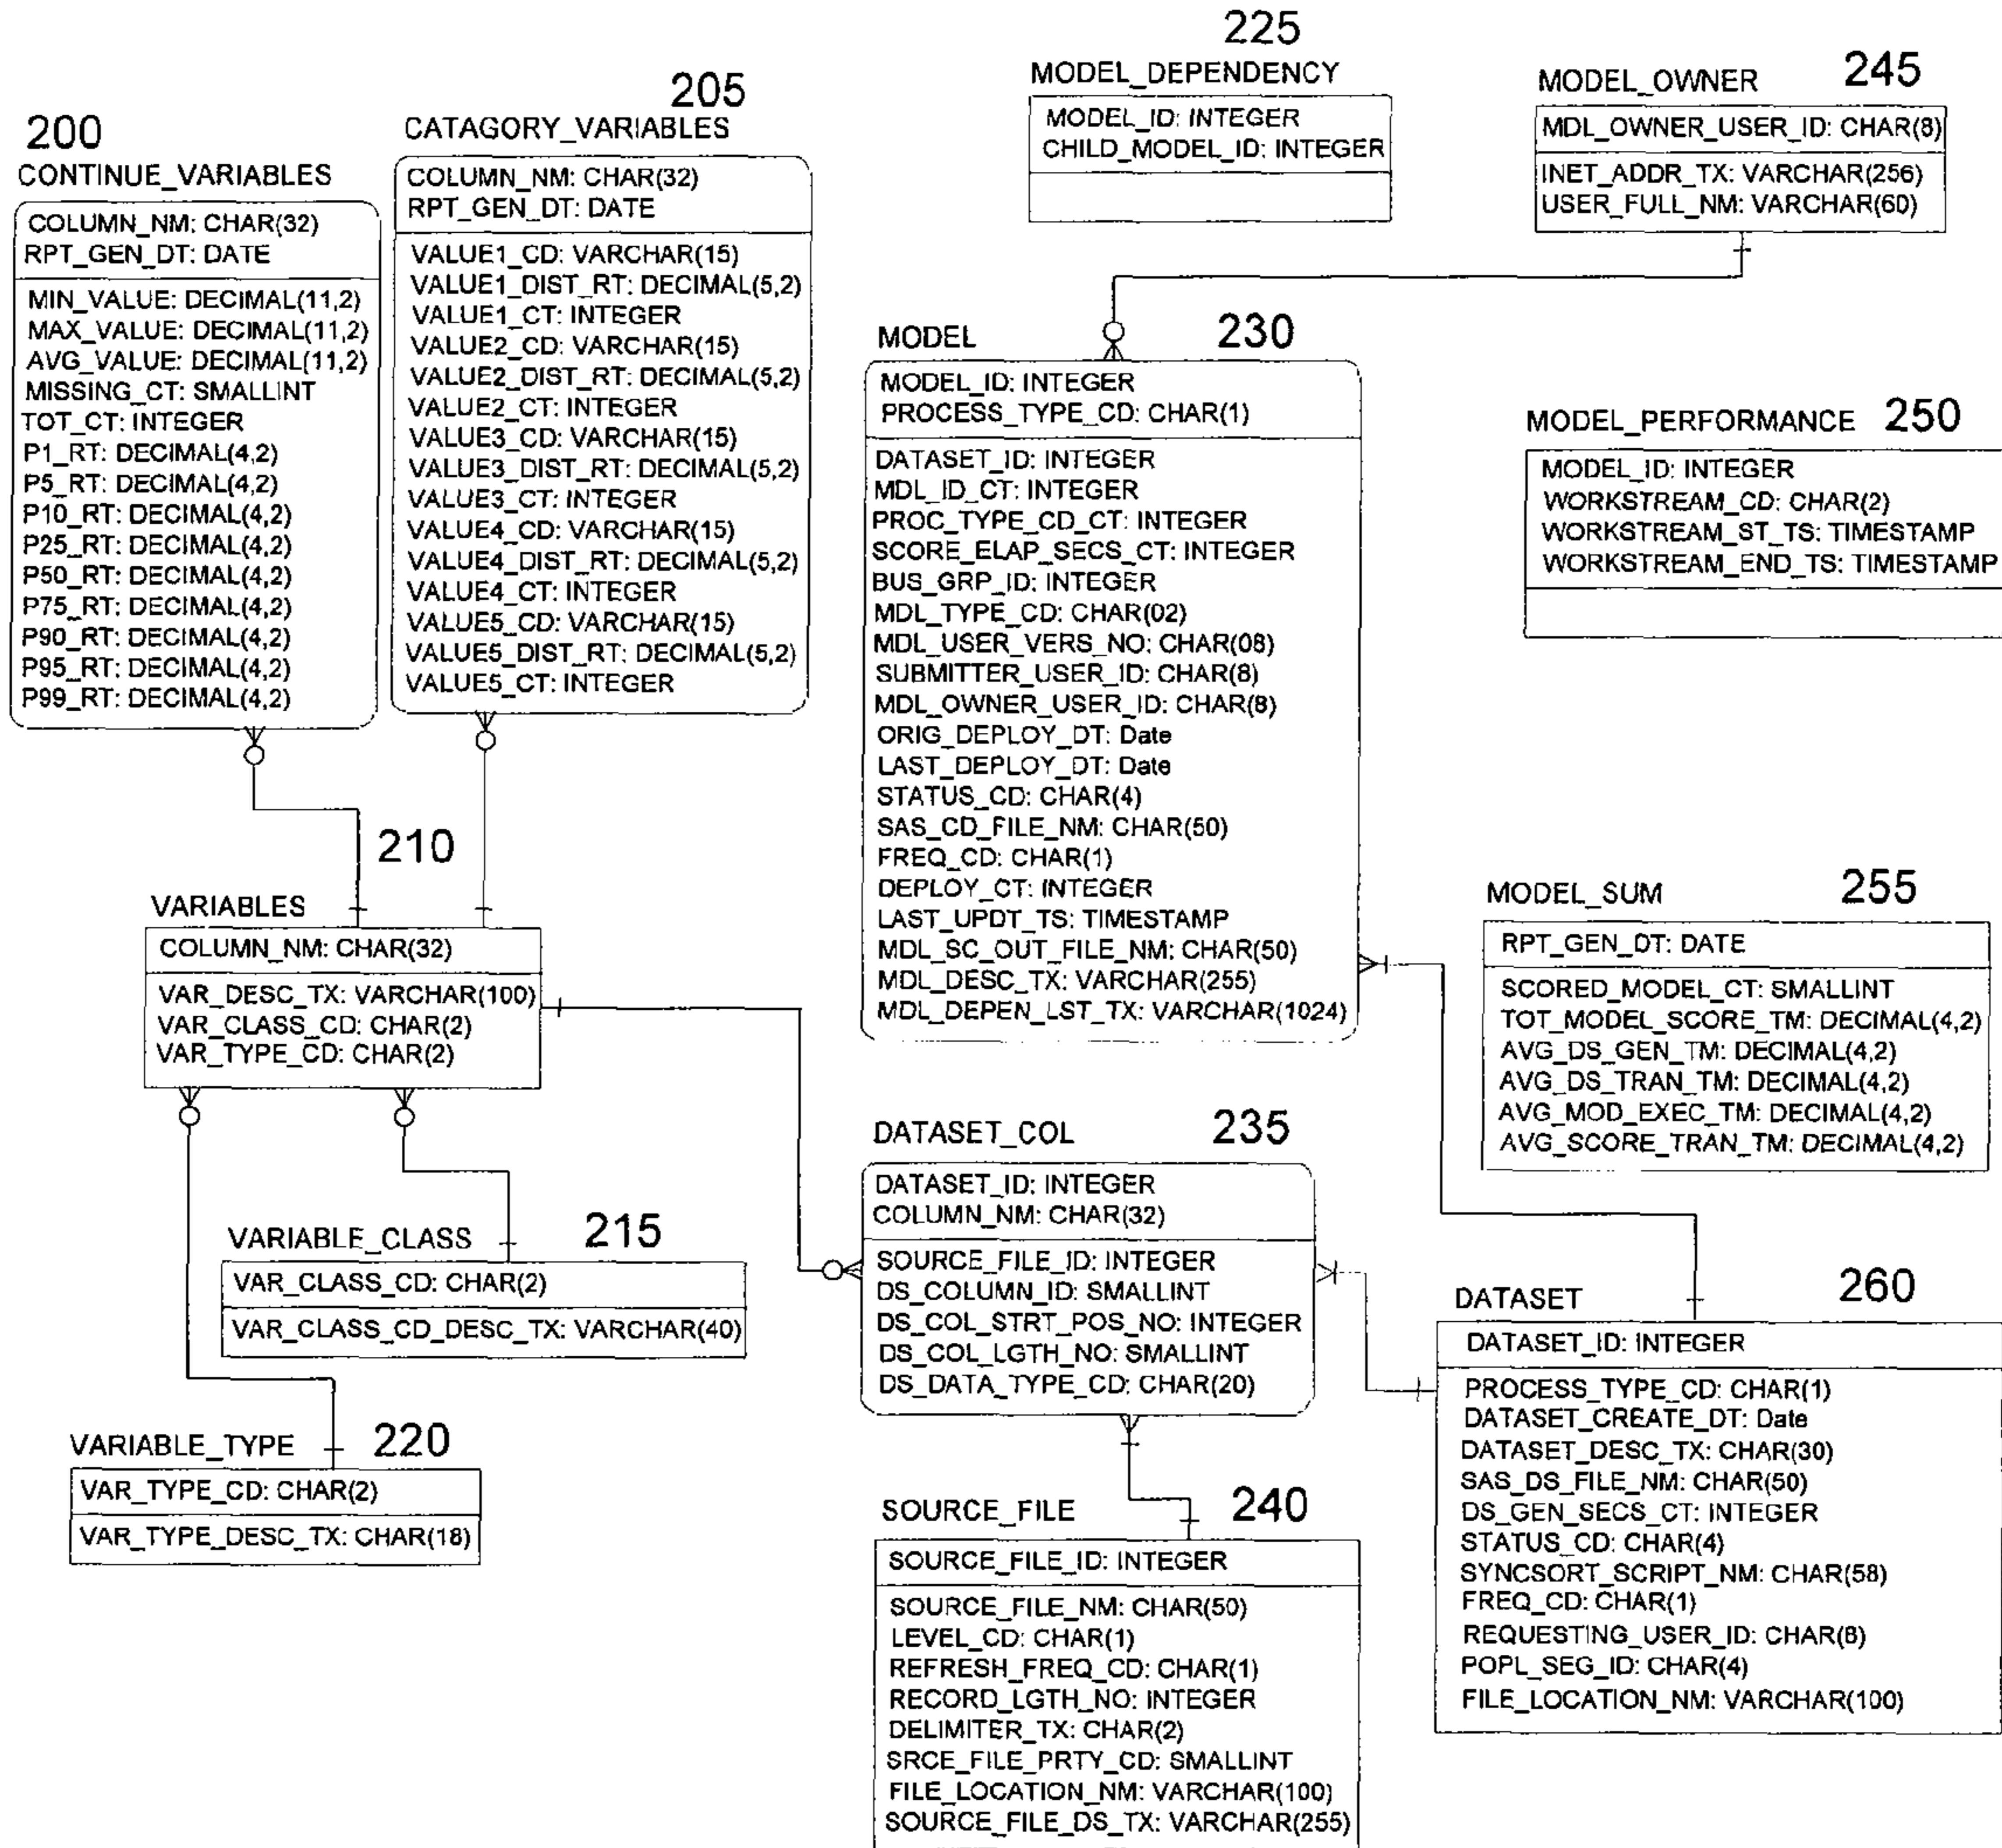 200
CONTINUE_VARIABLES
COLUMN_NM: CHAR(32)
RPT_GEN_DT: DATE
MIN_VALUE: DECIMAL(11,2)
MAX_VALUE: DECIMAL(11,2)
AVG_VALUE: DECIMAL(11,2)
MISSING_CT: SMALLINT
TOT_CT: INTEGER
P1_RT: DECIMAL(4,2)
P5_RT: DECIMAL(4,2)
P10_RT: DECIMAL(4,2)
P25_RT: DECIMAL(4,2)
P50_RT: DECIMAL(4,2)
P75_RT: DECIMAL(4,2)
P90_RT: DECIMAL(4,2)
P95_RT: DECIMAL(4,2)
P99_RT: DECIMAL(4,2)
205
CATAGORY_VARIABLES
COLUMN_NM: CHAR(32)
RPT_GEN_DT: DATE
VALUE1_CD: VARCHAR(15)
VALUE1_DIST_RT: DECIMAL(5,2)
VALUE1_CT: INTEGER
VALUE2_CD: VARCHAR(15)
VALUE2_DIST_RT: DECIMAL(5,2)
VALUE2_CT: INTEGER
VALUE3_CD: VARCHAR(15)
VALUE3_DIST_RT: DECIMAL(5,2)
VALUE3_CT: INTEGER
VALUE4_CD: VARCHAR(15)
VALUE4_DIST_RT: DECIMAL(5,2)
VALUE4_CT: INTEGER
VALUE5_CD: VARCHAR(15)
VALUE5_DIST_RT: DECIMAL(5,2)
VALUE5_CT: INTEGER
210
VARIABLES
COLUMN_NM: CHAR(32)
VAR_DESC_TX: VARCHAR(100)
VAR_CLASS_CD: CHAR(2)
VAR_TYPE_CD: CHAR(2)
VARIABLE_CLASS 215
VAR_CLASS_CD: CHAR(2)
VAR_CLASS_CD_DESC_TX: VARCHAR(40)
VARIABLE_TYPE 220
VAR_TYPE_CD: CHAR(2)
VAR_TYPE_DESC_TX: CHAR(18)
225
MODEL_DEPENDENCY
MODEL_ID: INTEGER
CHILD_MODEL_ID: INTEGER
MODEL 230
MODEL_ID: INTEGER
PROCESS_TYPE_CD: CHAR(1)
DATASET_ID: INTEGER
MDL_ID_CT: INTEGER
PROC_TYPE_CD_CT: INTEGER
SCORE_ELAP_SECS_CT: INTEGER
BUS_GRP_ID: INTEGER
MDL_TYPE_CD: CHAR(02)
MDL_USER_VERS_NO: CHAR(08)
SUBMITTER_USER_ID: CHAR(8)
MDL_OWNER_USER_ID: CHAR(8)
ORIG_DEPLOY_DT: Date
LAST_DEPLOY_DT: Date
STATUS_CD: CHAR(4)
SAS_CD_FILE_NM: CHAR(50)
FREQ_CD: CHAR(1)
DEPLOY_CT: INTEGER
LAST_UPDT_TS: TIMESTAMP
MDL_SC_OUT_FILE_NM: CHAR(50)
MDL_DESC_TX: VARCHAR(255)
MDL_DEPEN_LST_TX: VARCHAR(1024)
DATASET_COL 235
DATASET_ID: INTEGER
COLUMN_NM: CHAR(32)
SOURCE_FILE_ID: INTEGER
DS_COLUMN_ID: SMALLINT
DS_COL_STRT_POS_NO: INTEGER
DS_COL_LGTH_NO: SMALLINT
DS_DATA_TYPE_CD: CHAR(20)
SOURCE_FILE 240
SOURCE_FILE_ID: INTEGER
SOURCE_FILE_NM: CHAR(50)
LEVEL_CD: CHAR(1)
REFRESH_FREQ_CD: CHAR(1)
RECORD_LGTH_NO: INTEGER
DELIMITER_TX: CHAR(2)
SRCE_FILE_PRTY_CD: SMALLINT
FILE_LOCATION_NM: VARCHAR(100)
SOURCE_FILE_DS_TX: VARCHAR(255)
MODEL_OWNER 245
MDL_OWNER_USER_ID: CHAR(8)
INET_ADDR_TX: VARCHAR(256)
USER_FULL_NM: VARCHAR(60)
MODEL_PERFORMANCE 250
MODEL_ID: INTEGER
WORKSTREAM_CD: CHAR(2)
WORKSTREAM_ST_TS: TIMESTAMP
WORKSTREAM_END_TS: TIMESTAMP
MODEL_SUM 255
RPT_GEN_DT: DATE
SCORED_MODEL_CT: SMALLINT
TOT_MODEL_SCORE_TM: DECIMAL(4,2)
AVG_DS_GEN_TM: DECIMAL(4,2)
AVG_DS_TRAN_TM: DECIMAL(4,2)
AVG_MOD_EXEC_TM: DECIMAL(4,2)
AVG_SCORE_TRAN_TM: DECIMAL(4,2)
DATASET 260
DATASET_ID: INTEGER
PROCESS_TYPE_CD: CHAR(1)
DATASET_CREATE_DT: Date
DATASET_DESC_TX: CHAR(30)
SAS_DS_FILE_NM: CHAR(50)
DS_GEN_SECS_CT: INTEGER
STATUS_CD: CHAR(4)
SYNCSORT_SCRIPT_NM: CHAR(58)
FREQ_CD: CHAR(1)
REQUESTING_USER_ID: CHAR(8)
POPL_SEG_ID: CHAR(4)
FILE_LOCATION_NM: VARCHAR(100)